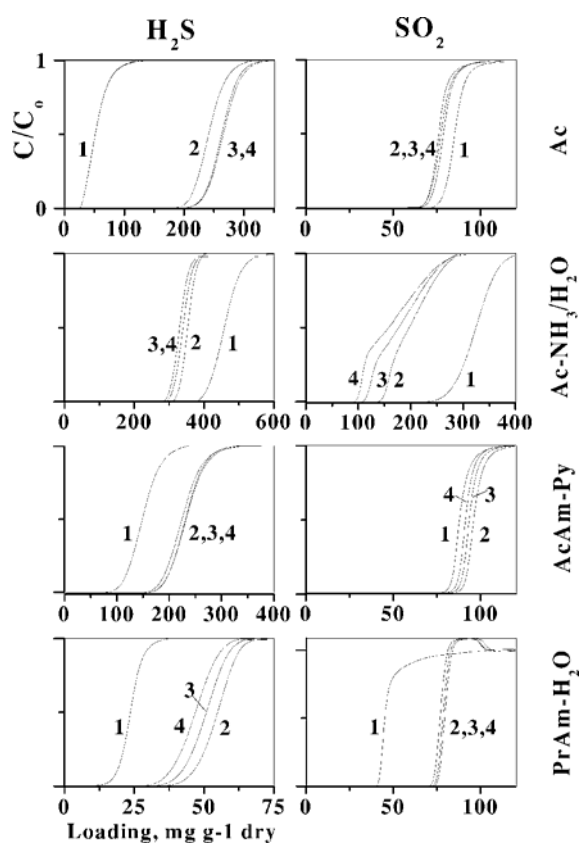 H₂S SO₂
1
C/Cₒ
0
1 2 3,4
0 100 200 300
2,3,4 1
0 50 100
Ac
3,4 2 1
0 200 400 600
4 3 2 1
0 100 200 300 400
Ac-NH₃/H₂O
1 2,3,4
0 100 200 300 400
4 3
1 2
50 100
AcAm-Py
3
1 4 2
0 25 50 75
1 2,3,4
0 50 100
PrAm-H₂O
Loading, mg g-1 dry